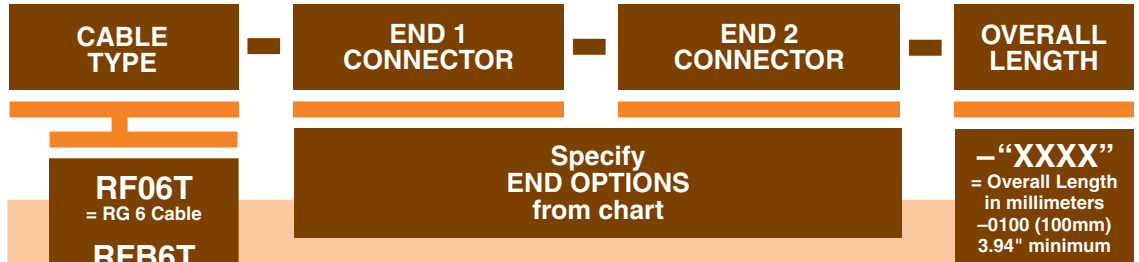 CABLE
TYPE
END 1
CONNECTOR
END 2
CONNECTOR
OVERALL
LENGTH
RF06T
= RG 6 Cable
Specify
END OPTIONS
from chart
–“XXXX”
= Overall Length
in millimeters
–0100 (100mm)
3.94" minimum